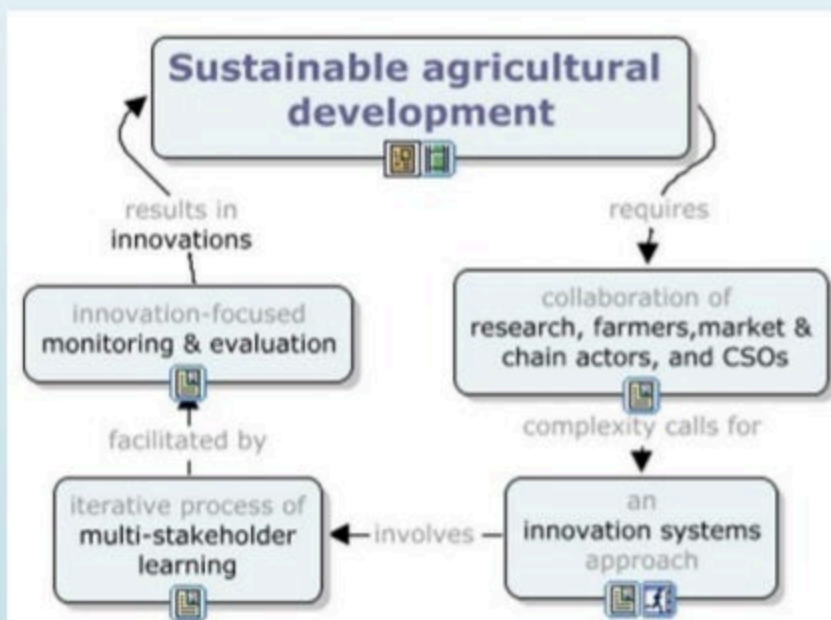 Sustainable agricultural
development
requires
collaboration of
research, farmers,market &
chain actors, and CSOs
complexity calls for
an
innovation systems
approach
involves
iterative process of
multi-stakeholder
learning
facilitated by
innovation-focused
monitoring & evaluation
results in
innovations